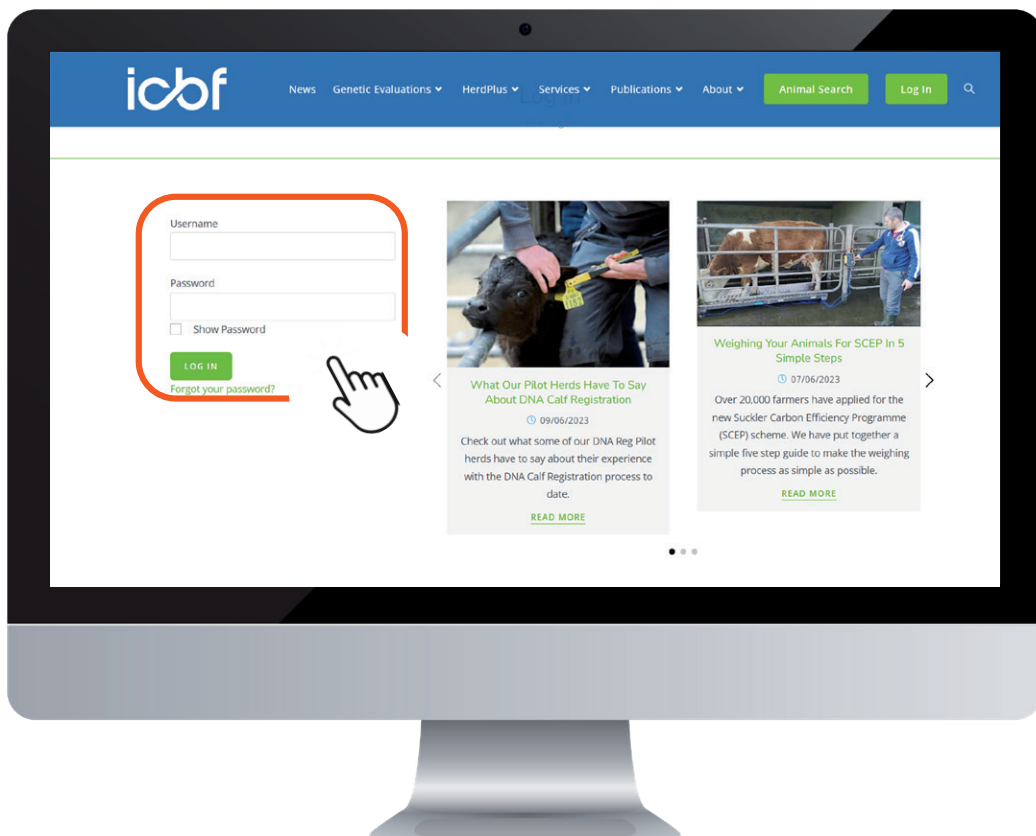 icbf
News Genetic Evaluations HerdPlus Services Publications About Animal Search Log In
Log In
Username
Password
Show Password
LOG IN
Forgot your password?
What Our Pilot Herds Have To Say
About DNA Calf Registration
09/06/2023
Check out what some of our DNA Reg Pilot
herds have to say about their experience
with the DNA Calf Registration process to
date.
READ MORE
Weighing Your Animals For SCEP In 5
Simple Steps
07/06/2023
Over 20,000 farmers have applied for the
new Suckler Carbon Efficiency Programme
(SCEP) scheme. We have put together a
simple five step guide to make the weighing
process as simple as possible.
READ MORE